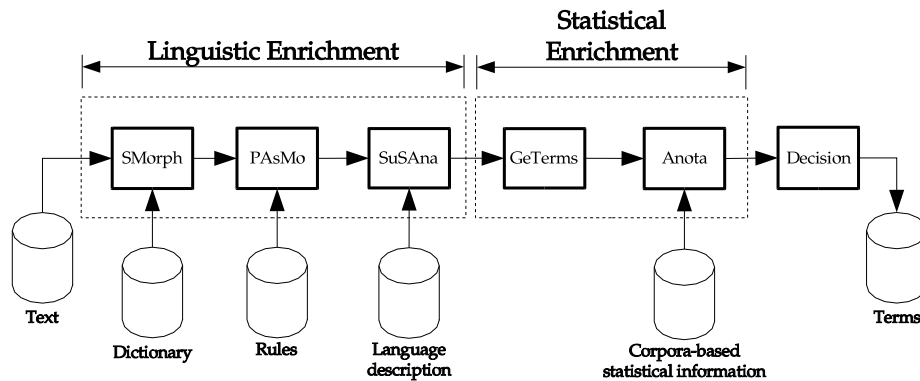 Statistical
Enrichment
Linguistic Enrichment
SMorph
PAsMo
SuSAna
GeTerms
Anota
Decision
Text
Dictionary
Rules
Language
description
Corpora-based
statistical information
Terms